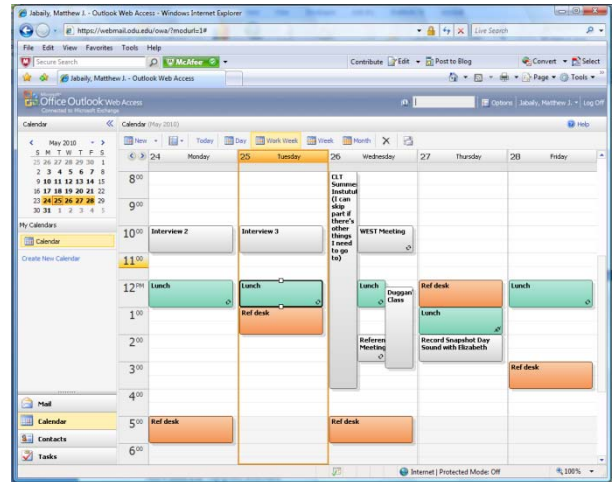 Jabaily, Matthew J. - Outlook Web Access - Windows Internet Explorer
https://webmail.odu.edu/owa/?modurl=1#
Live Search
File Edit View Favorites Tools Help
Secure Search McAfee Contribute Edit Post to Blog Convert Select
Jabaily, Matthew J. - Outlook Web Access Page Tools
Microsoft
Office Outlook Web Access
Connected to Microsoft Exchange
Options Jabaily, Matthew J. Log Off
Calendar Calendar (May 2010) Help
New Today Day Work Week Week Month
May 2010
S M T W T F S
25 26 27 28 29 30 1
2 3 4 5 6 7 8
9 10 11 12 13 14 15
16 17 18 19 20 21 22
23 24 25 26 27 28 29
30 31 1 2 3 4 5
My Calendars
Calendar
Create New Calendar
Mail
Calendar
Contacts
Tasks
24 Monday 25 Tuesday 26 Wednesday 27 Thursday 28 Friday
8 00
9 00
10 00
11 00
12 PM
1 00
2 00
3 00
4 00
5 00
6 00
Interview 2
Lunch
Ref desk
Interview 3
Lunch
Ref desk
CLT
Summe
Instutut
(I can
skip
part if
there's
other
things
I need
to go
to)
WEST Meeting
Lunch
Duggan'
Class
Referen
Meeting
Ref desk
Ref desk
Lunch
Record Snapshot Day
Sound with Elizabeth
Lunch
Ref desk
Internet | Protected Mode: Off 100%